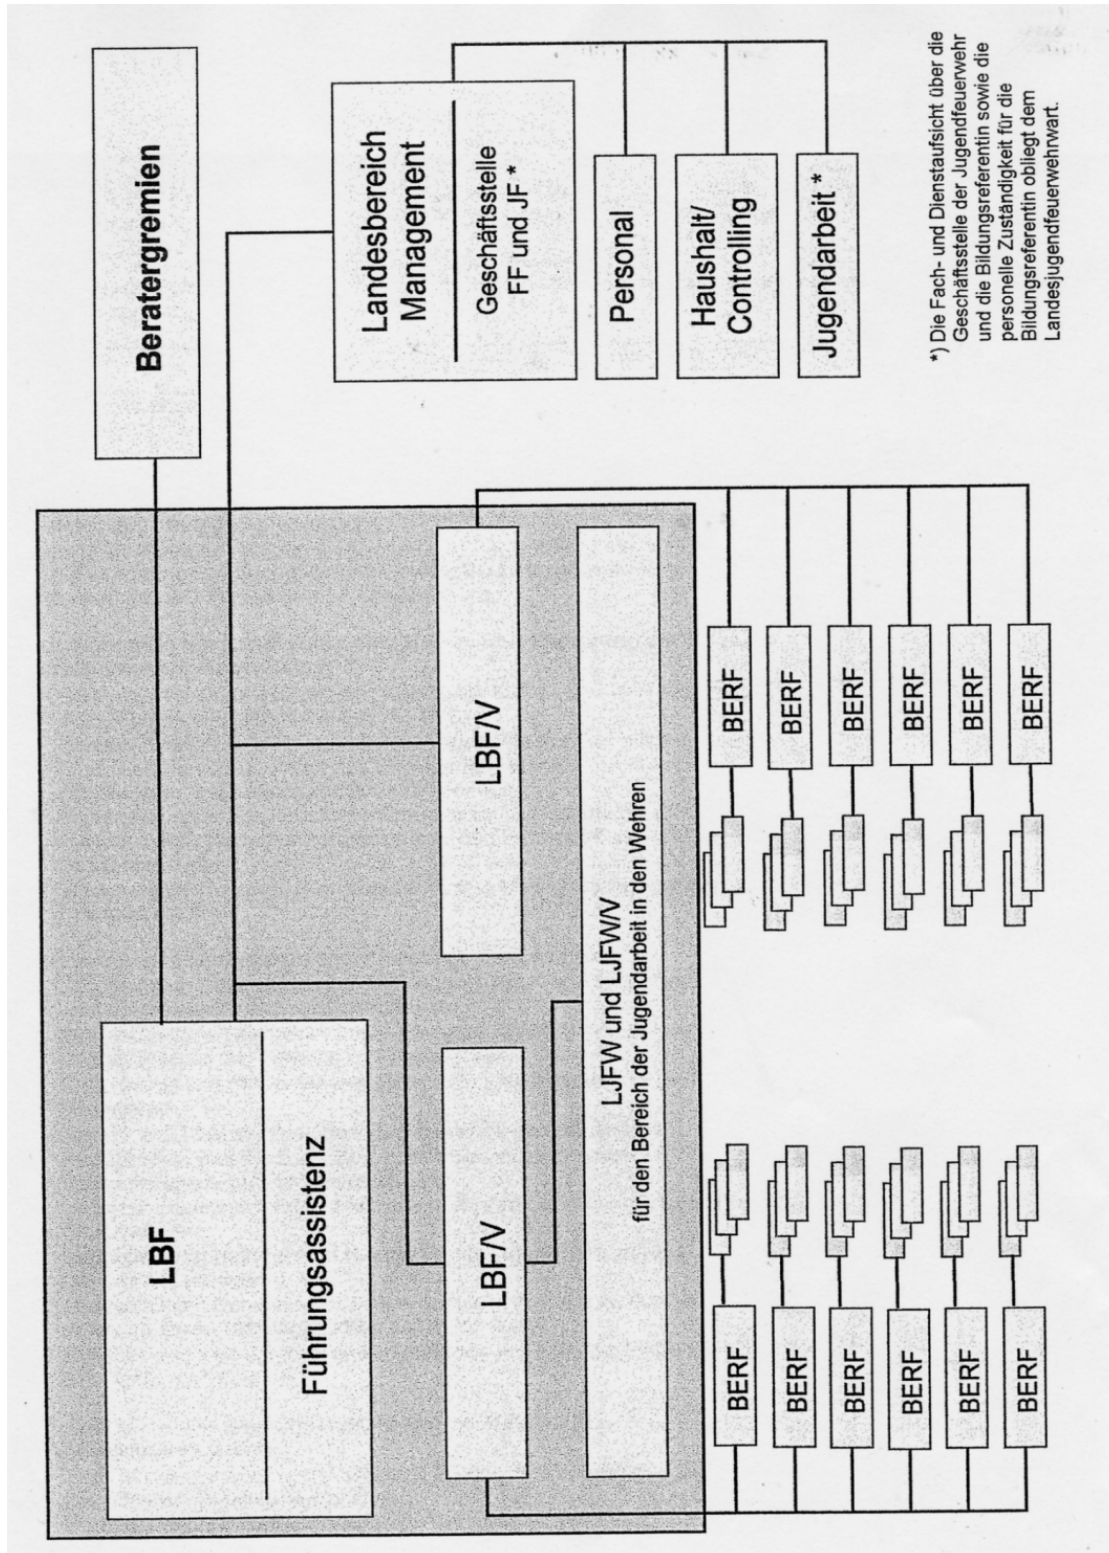 LBF
Führungsassistenz
Beratergremien
LBF/V
LBF/V
LJFW und LJFW/V
für den Bereich der Jugendarbeit in den Wehren
Landesbereich
Management
Geschäftsstelle
FF und JF *
Personal
Haushalt/
Controlling
Jugendarbeit *
BERF
BERF
BERF
BERF
BERF
BERF
BERF
BERF
BERF
BERF
BERF
BERF
*) Die Fach- und Dienstaufsicht über die
Geschäftsstelle der Jugendfeuerwehr
und die Bildungsreferentin sowie die
personelle Zuständigkeit für die
Bildungsreferentin obliegt dem
Landesjugendfeuerwehrwart.